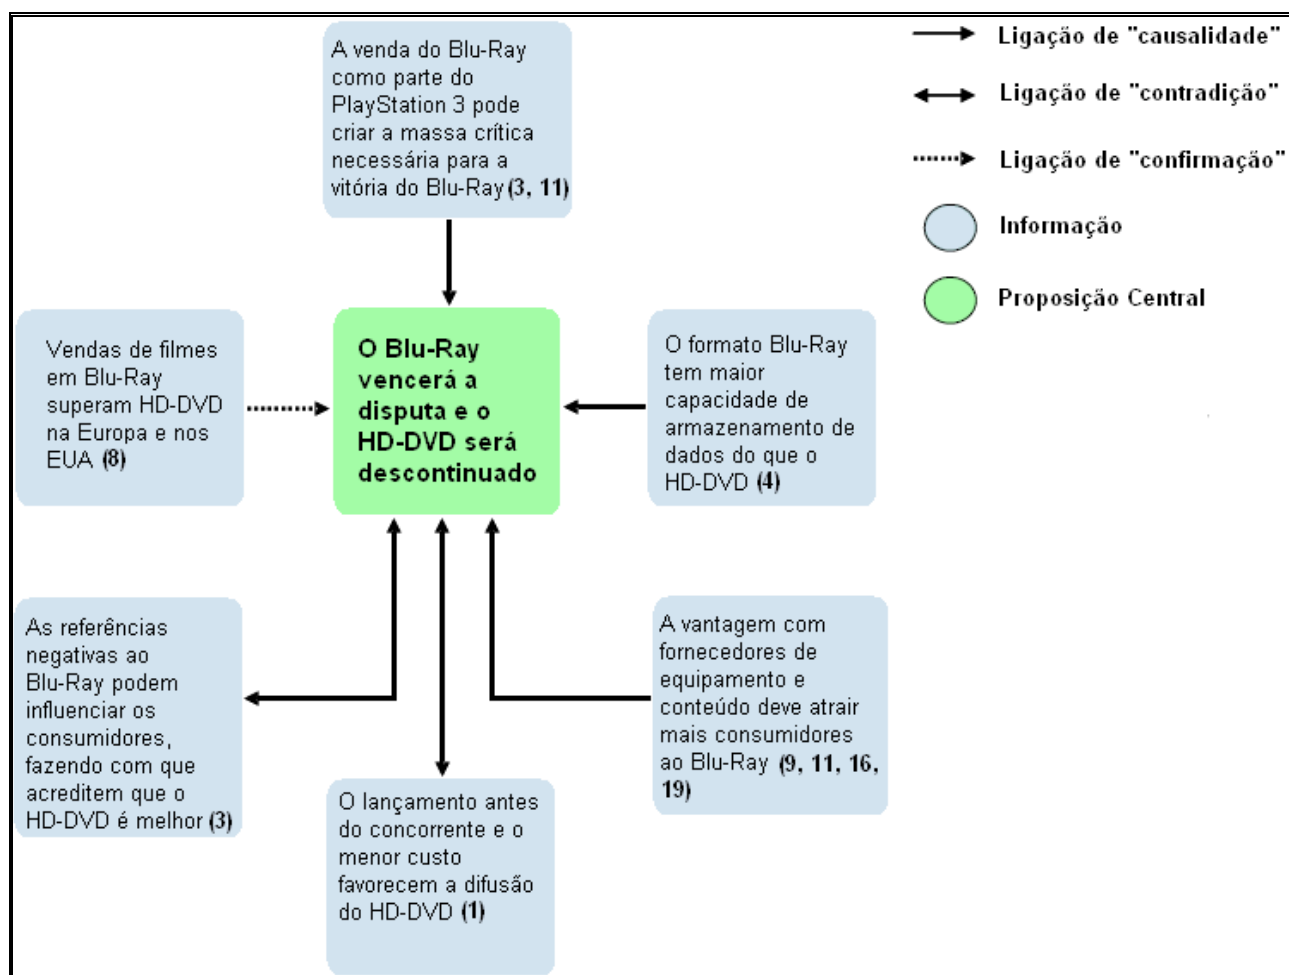 A venda do Blu-Ray
como parte do
PlayStation 3 pode
criar a massa crítica
necessária para a
vitória do Blu-Ray (3, 11)
Ligação de "causalidade"
Ligação de "contradição"
Ligação de "confirmação"
Informação
Proposição Central
Vendas de filmes
em Blu-Ray
superam HD-DVD
na Europa e nos
EUA (8)
O Blu-Ray
vencerá a
disputa e o
HD-DVD será
descontinuado
O formato Blu-Ray
tem maior
capacidade de
armazenamento de
dados do que o
HD-DVD (4)
As referências
negativas ao
Blu-Ray podem
influenciar os
consumidores,
fazendo com que
acreditem que o
HD-DVD é melhor (3)
O lançamento antes
do concorrente e o
menor custo
favorecem a difusão
do HD-DVD (1)
A vantagem com
fornecedores de
equipamento e
conteúdo deve atrair
mais consumidores
ao Blu-Ray (9, 11, 16,
19)